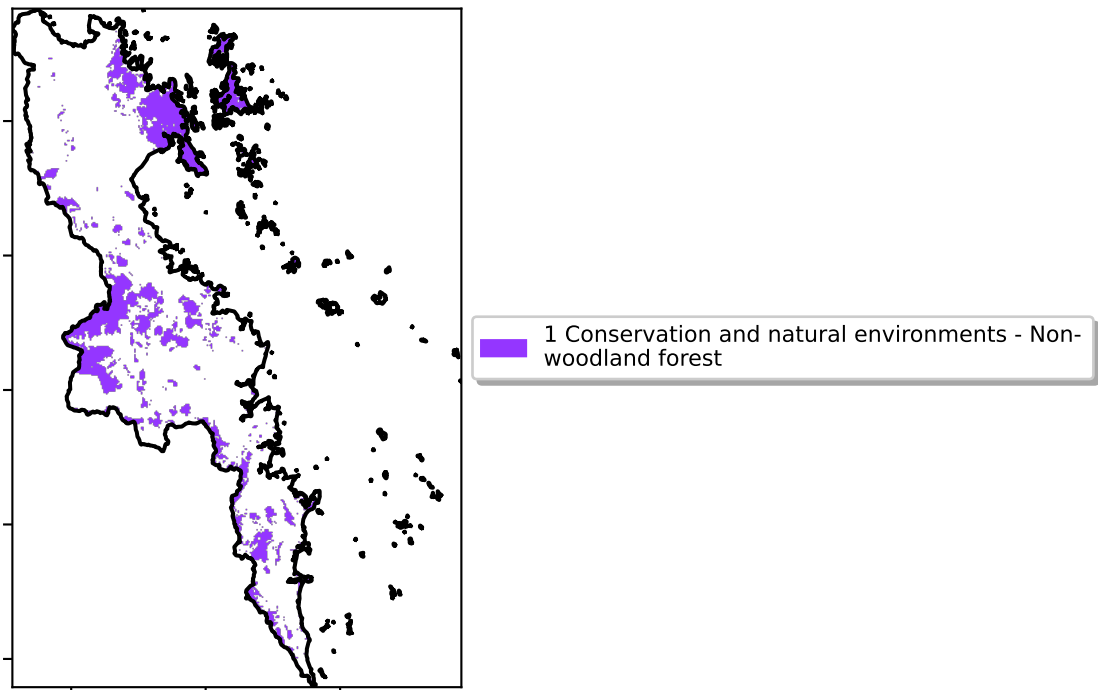 1 Conservation and natural environments - Non-
woodland forest